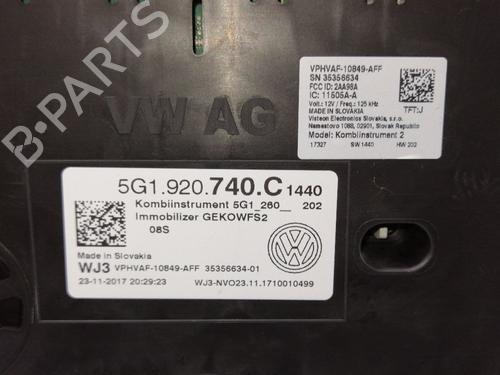 VW AG
VPHVAF-10849-AFF
SN 35356634
FCC ID: 2AA98A
IC: 11505A-A
Volt.: 12V / Freq.: 125 kHz
MADE IN SLOVAKIA
TFT:J
Visteon Electronics Slovakia, s.r.o.
Namestovo 1088, 02901, Slovak Republic
Model: Kombiinstrument 2
17327 SW 1440 HW 202
5G1.920.740.C 1440
Kombiinstrument 5G1_260__ 202
Immobilizer GEKOWFS2
08S
Made in Slovakia
WJ3 VPHVAF-10849-AFF 35356634-01
23-11-2017 20:29:23 WJ3-NVO23.11.1710010499
B-PARTS